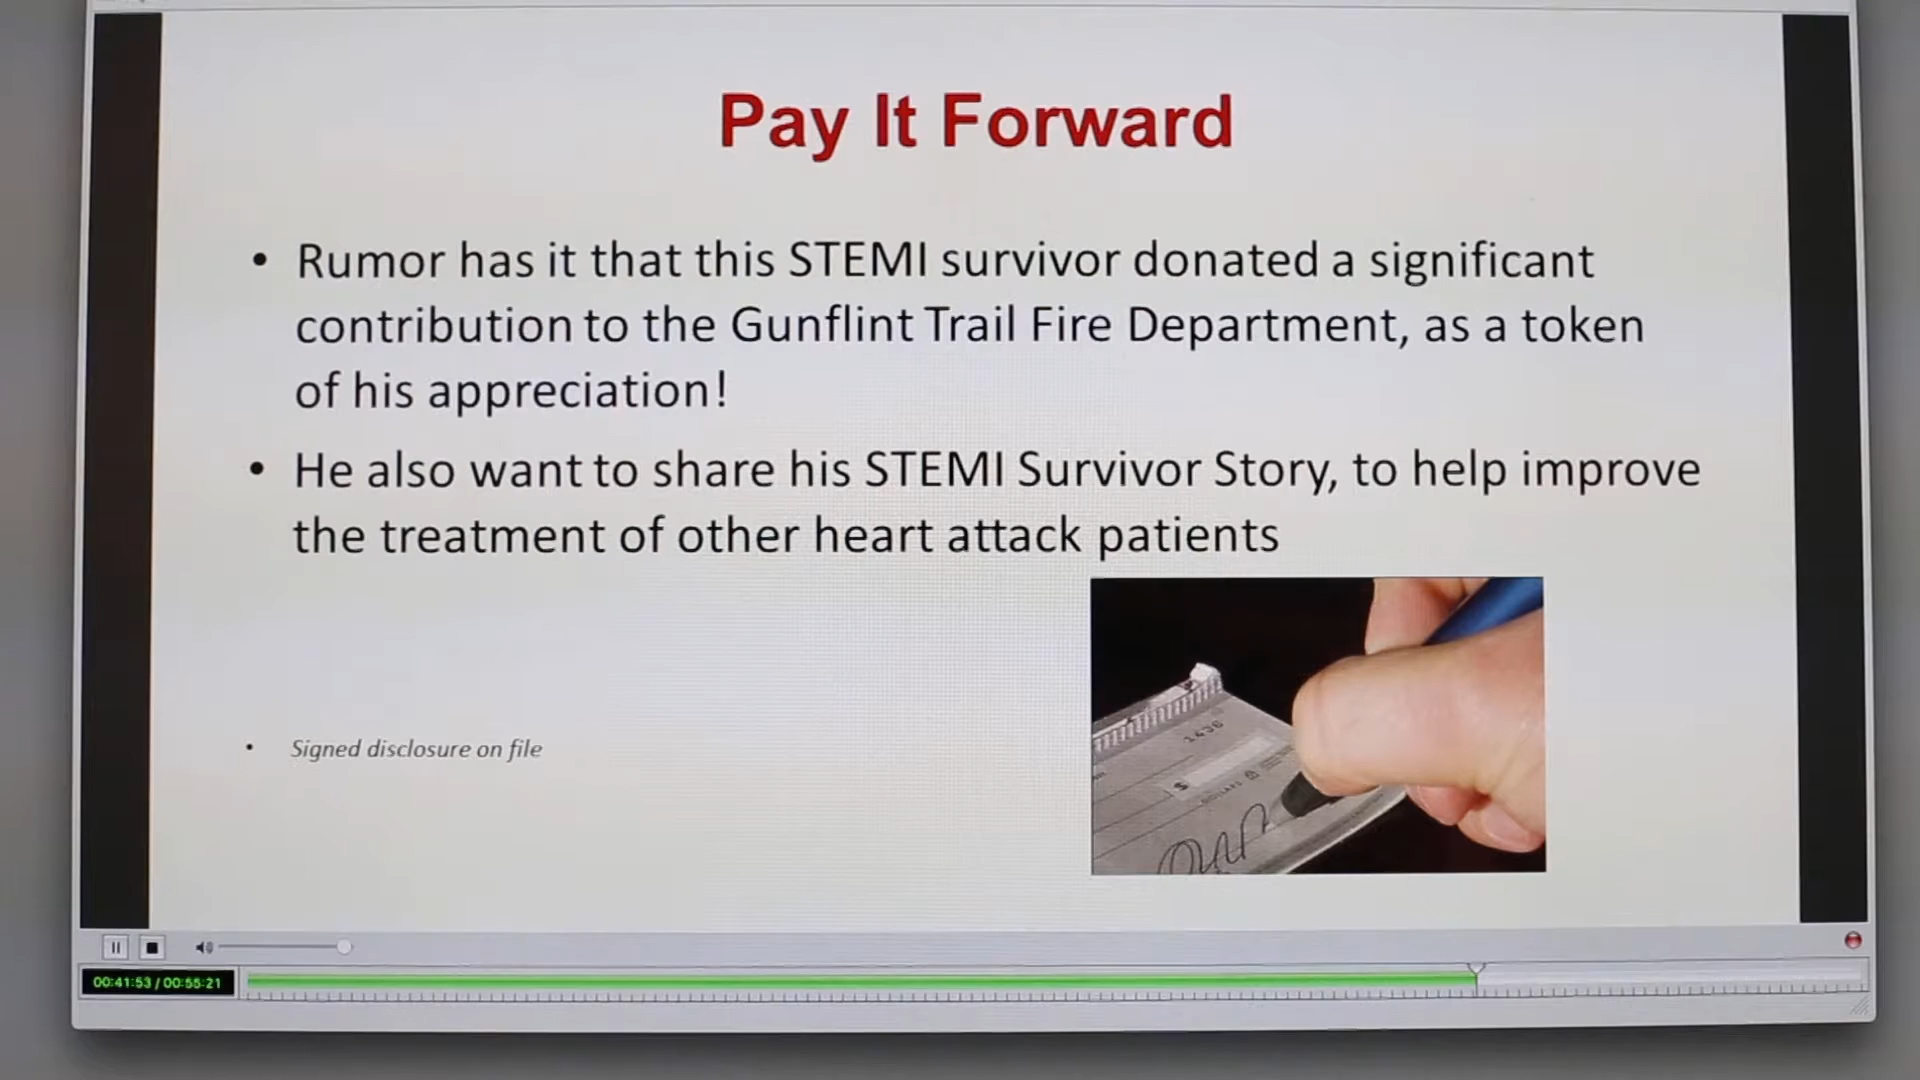 Pay It Forward
• Rumor has it that this STEMI survivor donated a significant
contribution to the Gunflint Trail Fire Department, as a token
of his appreciation!
• He also want to share his STEMI Survivor Story, to help improve
the treatment of other heart attack patients
1436
$
DOLLARS
• Signed disclosure on file
00:41:53 / 00:55:21